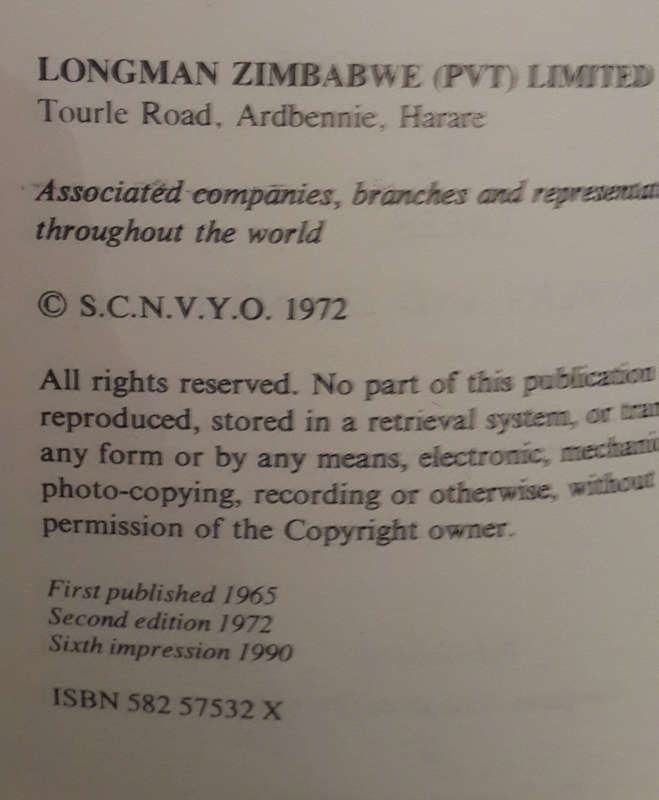 LONGMAN ZIMBABWE (PVT) LIMITED
Tourle Road, Ardbennie, Harare
Associated companies, branches and
throughout the world
© S.C.N.V.Y.O. 1972
All rights reserved. No part of this publication
reproduced, stored in a retrieval system, or
any form or by any means, electronic,
photo-copying, recording or otherwise, without
permission of the Copyright owner.
First published 1965
Second edition 1972
Sixth impression 1990
ISBN 582 57532 X